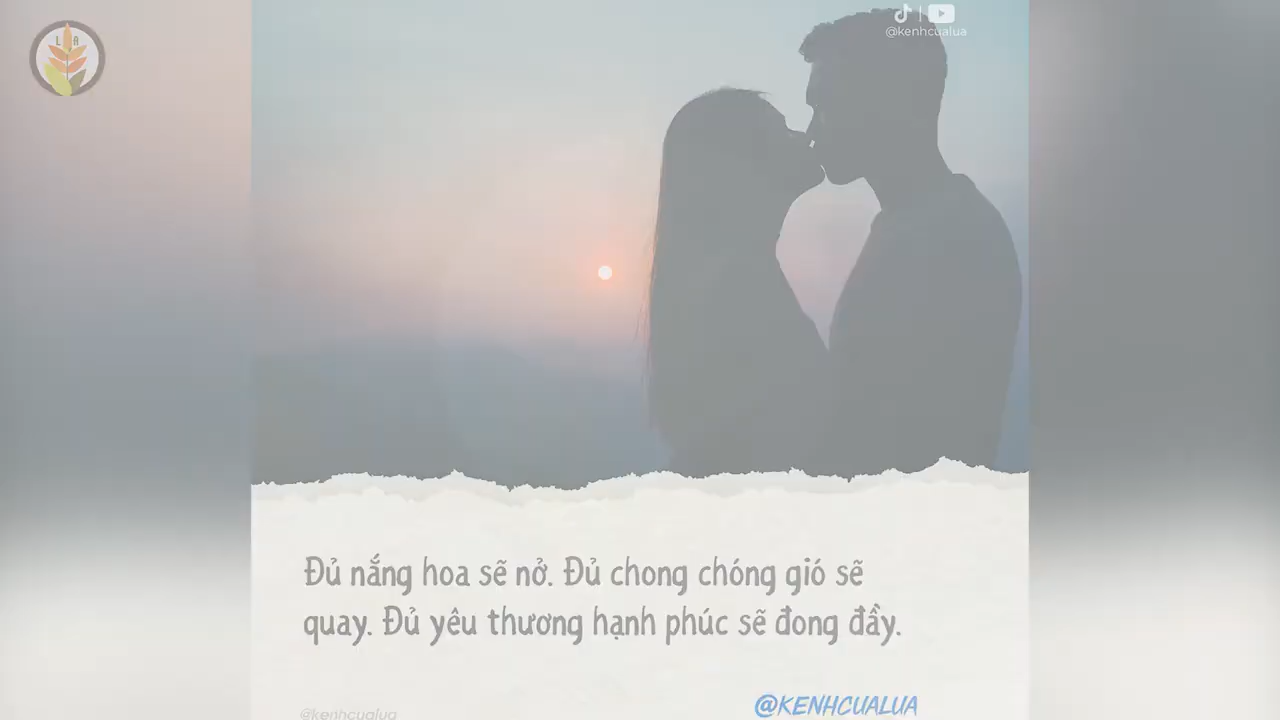 L A
@kenhcualua
Đủ nắng hoa sẽ nở. Đủ chong chóng gió sẽ
quay. Đủ yêu thương hạnh phúc sẽ đong đầy.
@KENHCUALUA
@kenhcualua